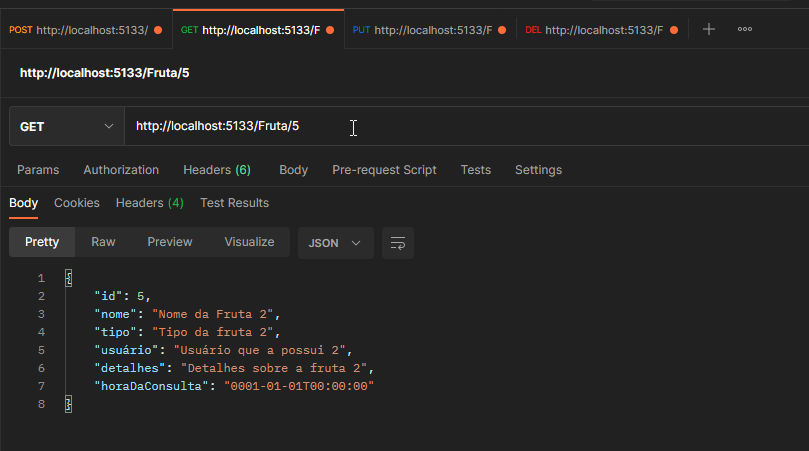 POST http://localhost:5133/ GET http://localhost:5133/F PUT http://localhost:5133/F DEL http://localhost:5133/F
http://localhost:5133/Fruta/5
GET http://localhost:5133/Fruta/5
Params Authorization Headers (6) Body Pre-request Script Tests Settings
Body Cookies Headers (4) Test Results
Pretty Raw Preview Visualize JSON
1 {
2 "id": 5,
3 "nome": "Nome da Fruta 2",
4 "tipo": "Tipo da fruta 2",
5 "usuário": "Usuário que a possui 2",
6 "detalhes": "Detalhes sobre a fruta 2",
7 "horaDaConsulta": "0001-01-01T00:00:00"
8 }